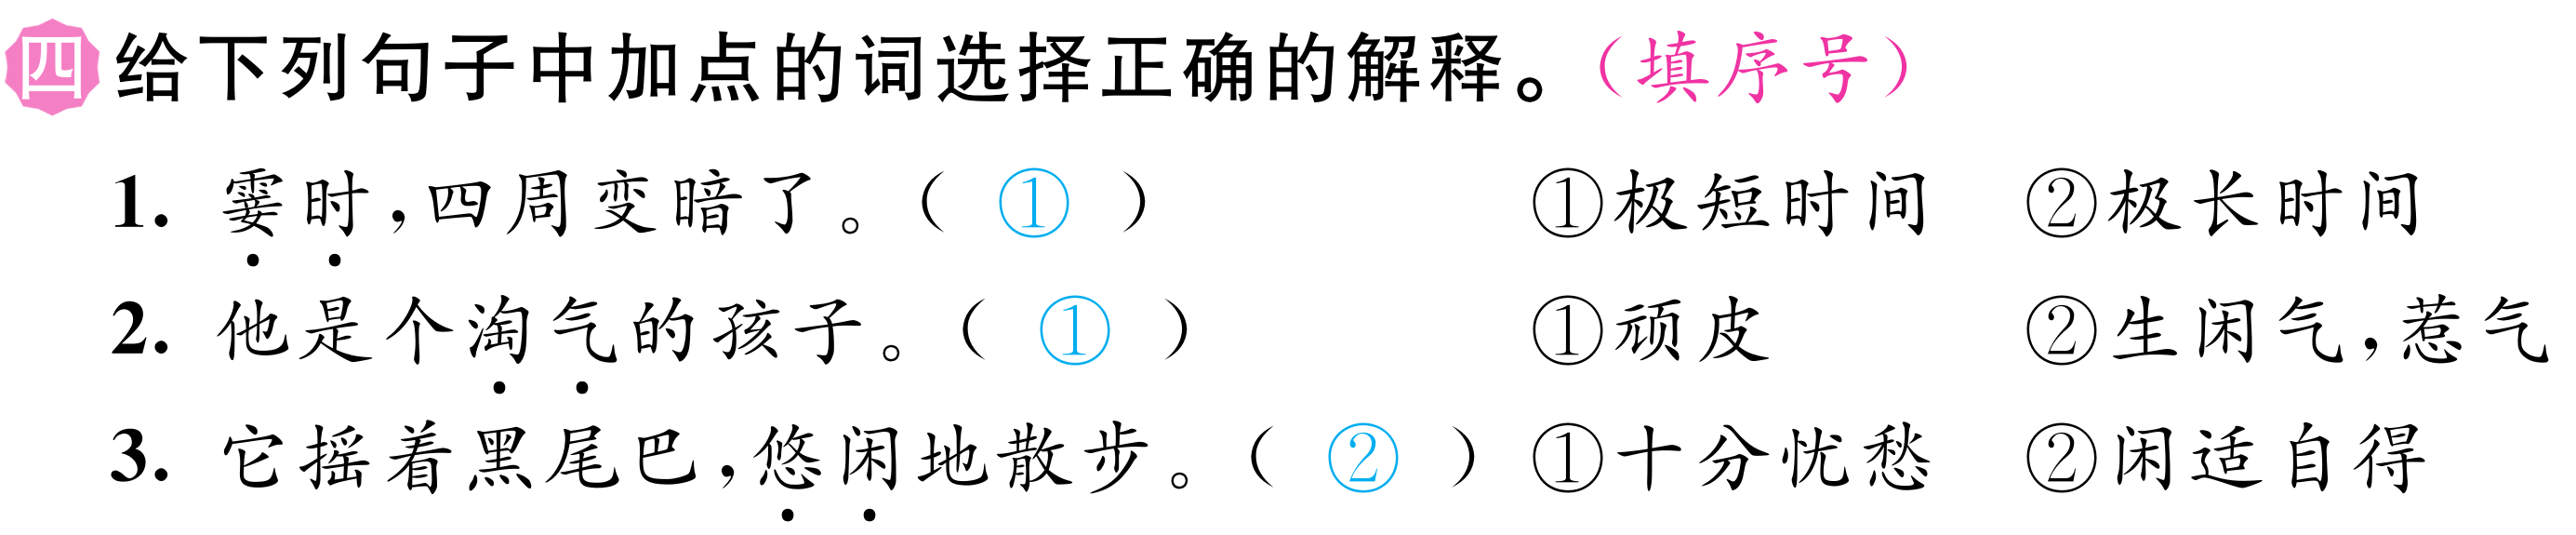 四 给下列句子中加点的词选择正确的解释。（填序号）
1. 霎时，四周变暗了。（ ① ） ①极短时间 ②极长时间
2. 他是个淘气的孩子。（ ① ） ①顽皮 ②生闲气，惹气
3. 它摇着黑尾巴，悠闲地散步。（ ② ） ①十分忧愁 ②闲适自得